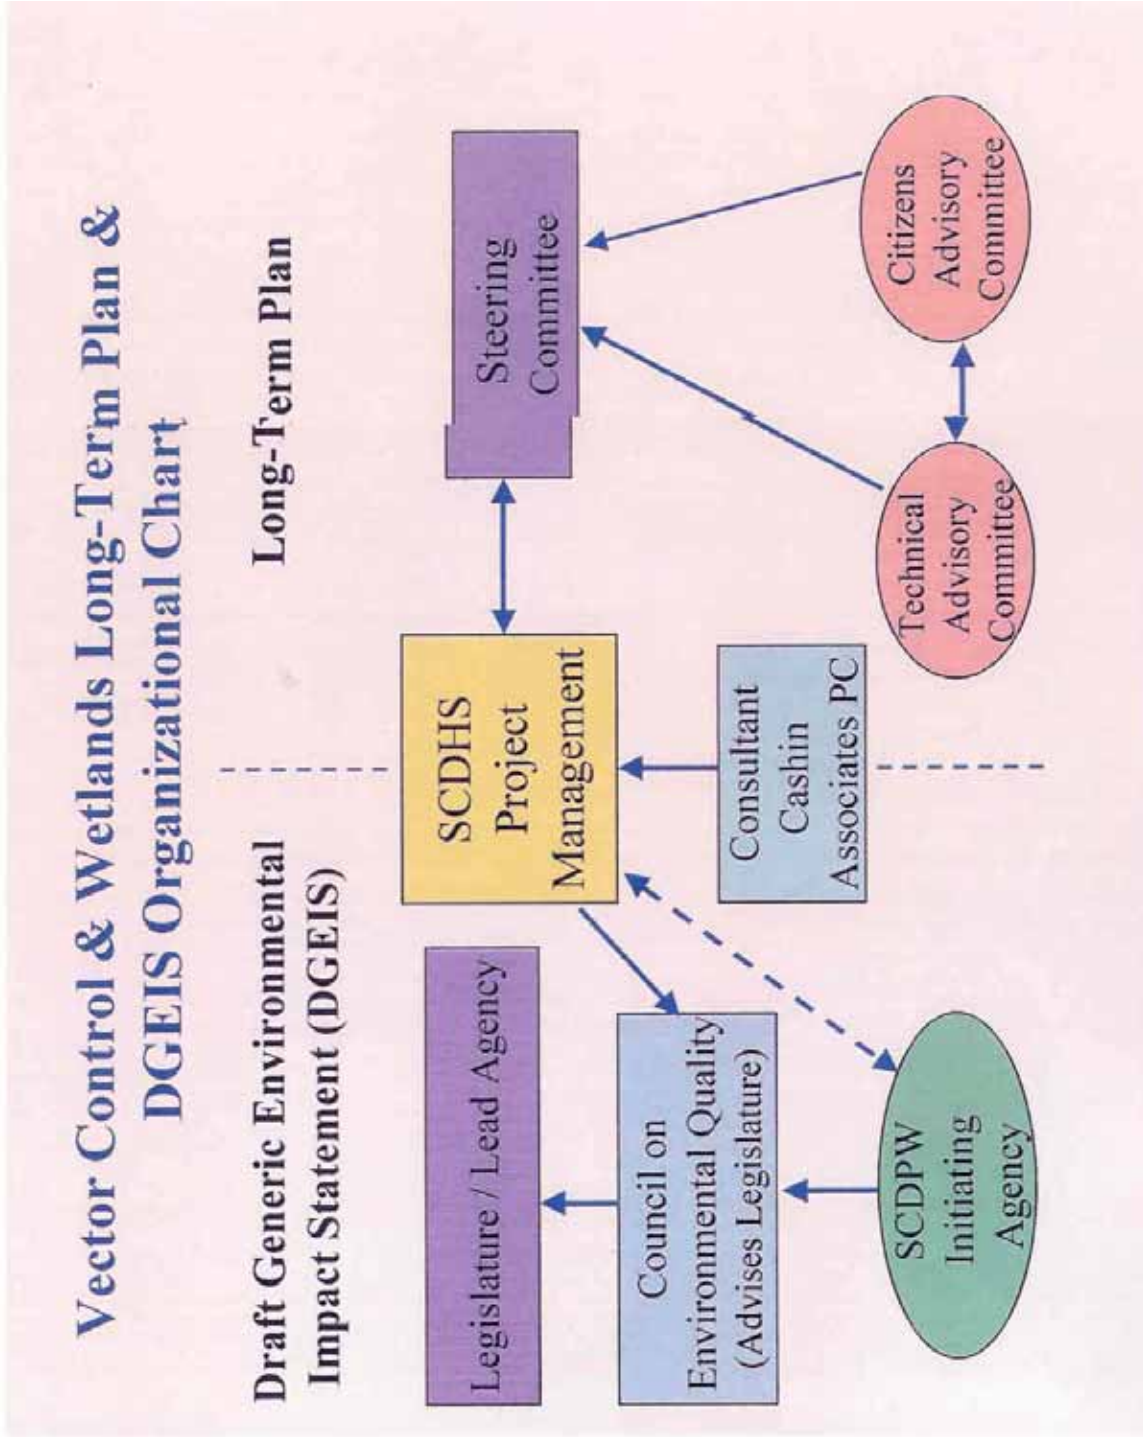 Vector Control & Wetlands Long-Term Plan &
DGEIS Organizational Chart
Draft Generic Environmental
Impact Statement (DGEIS)
Long-Term Plan
Legislature / Lead Agency
Council on
Environmental Quality
(Advises Legislature)
SCDPW
Initiating
Agency
SCDHS
Project
Management
Consultant
Cashin
Associates PC
Steering
Committee
Technical
Advisory
Committee
Citizens
Advisory
Committee